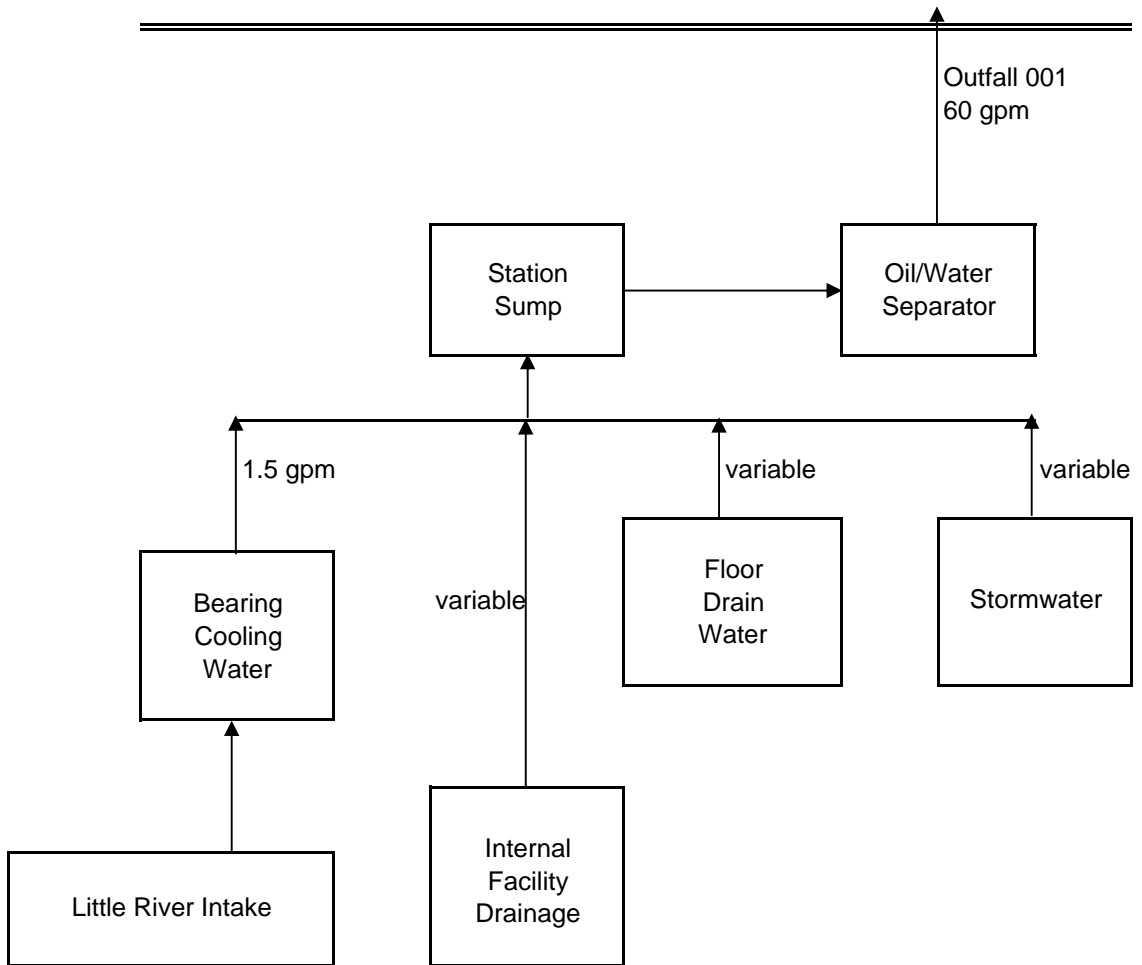 Outfall 001
60 gpm
Station
Sump
Oil/Water
Separator
1.5 gpm
variable
variable
variable
Bearing
Cooling
Water
Floor
Drain
Water
Stormwater
Internal
Facility
Drainage
Little River Intake